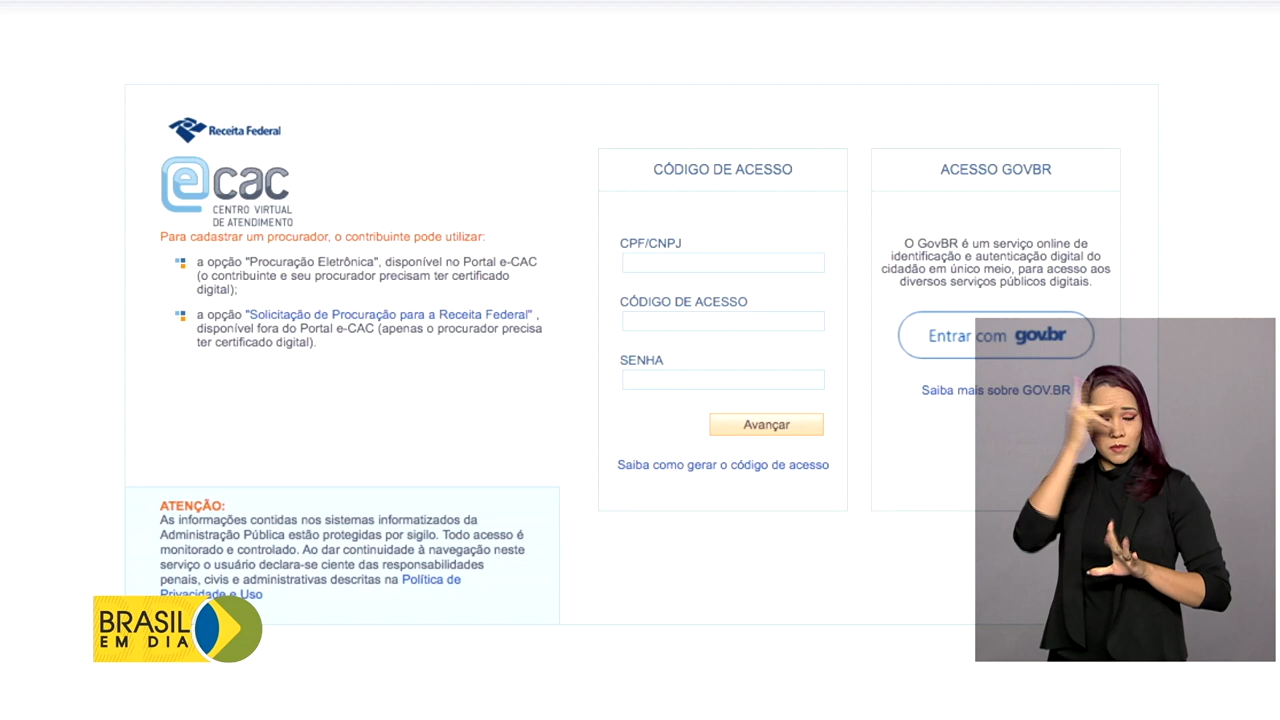 Receita Federal
e cac
CENTRO VIRTUAL
DE ATENDIMENTO
Para cadastrar um procurador, o contribuinte pode utilizar:
a opção "Procuração Eletrônica", disponível no Portal e-CAC
(o contribuinte e seu procurador precisam ter certificado
digital);
a opção "Solicitação de Procuração para a Receita Federal" ,
disponível fora do Portal e-CAC (apenas o procurador precisa
ter certificado digital).
ATENÇÃO:
As informações contidas nos sistemas informatizados da
Administração Pública estão protegidas por sigilo. Todo acesso é
monitorado e controlado. Ao dar continuidade à navegação neste
serviço o usuário declara-se ciente das responsabilidades
penais, civis e administrativas descritas na Política de
Privacidade e Uso
CÓDIGO DE ACESSO
CPF/CNPJ
CÓDIGO DE ACESSO
SENHA
Avançar
Saiba como gerar o código de acesso
ACESSO GOVBR
O GovBR é um serviço online de
identificação e autenticação digital do
cidadão em único meio, para acesso aos
diversos serviços públicos digitais.
Entrar com gov.br
Saiba mais sobre GOV.BR
BRASIL
EM DIA